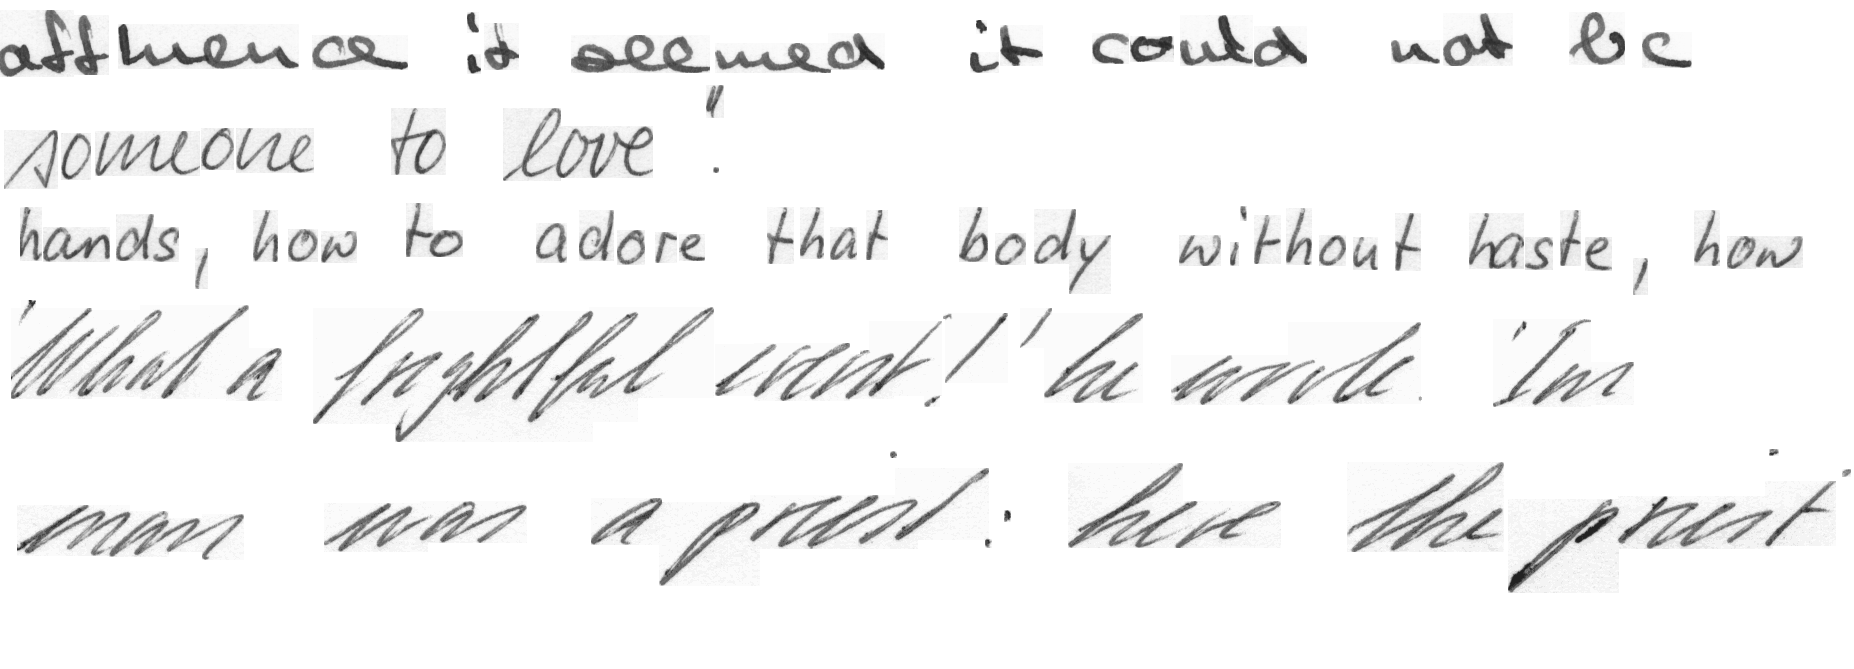 affluence it seemed it could not be
someone to love".
hands, how to adore that body without haste, how
'What a frightful event!' he wrote. 'I'm
man was a priest: here the priest